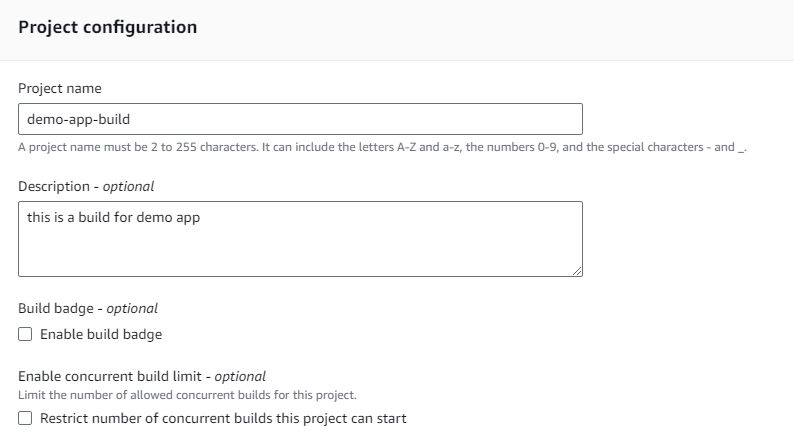 Project configuration
Project name
demo-app-build
A project name must be 2 to 255 characters. It can include the letters A-Z and a-z, the numbers 0-9, and the special characters - and _.
Description - optional
this is a build for demo app
Build badge - optional
Enable build badge
Enable concurrent build limit - optional
Limit the number of allowed concurrent builds for this project.
Restrict number of concurrent builds this project can start